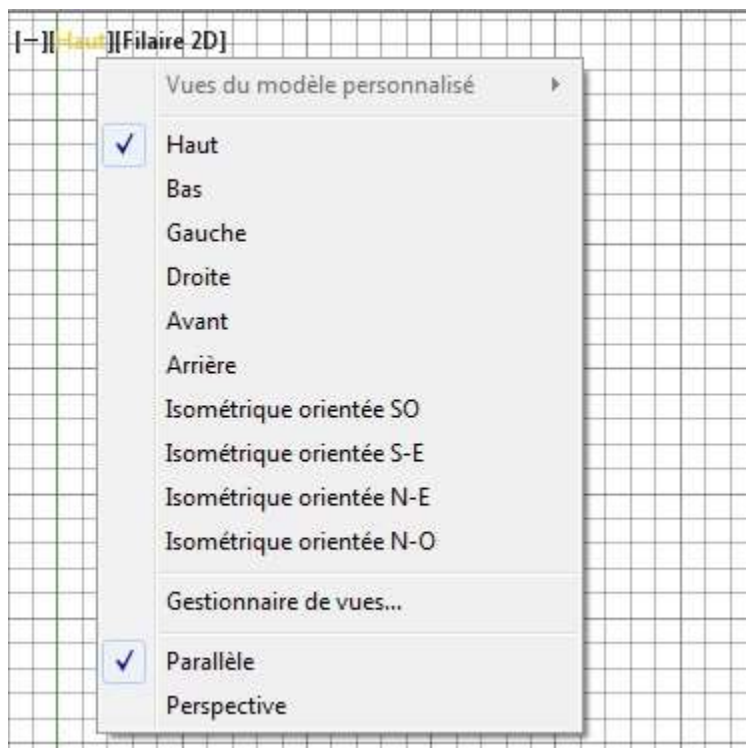 [−][Haut][Filaire 2D]
Vues du modèle personnalisé
Haut
Bas
Gauche
Droite
Avant
Arrière
Isométrique orientée SO
Isométrique orientée S-E
Isométrique orientée N-E
Isométrique orientée N-O
Gestionnaire de vues...
Parallèle
Perspective